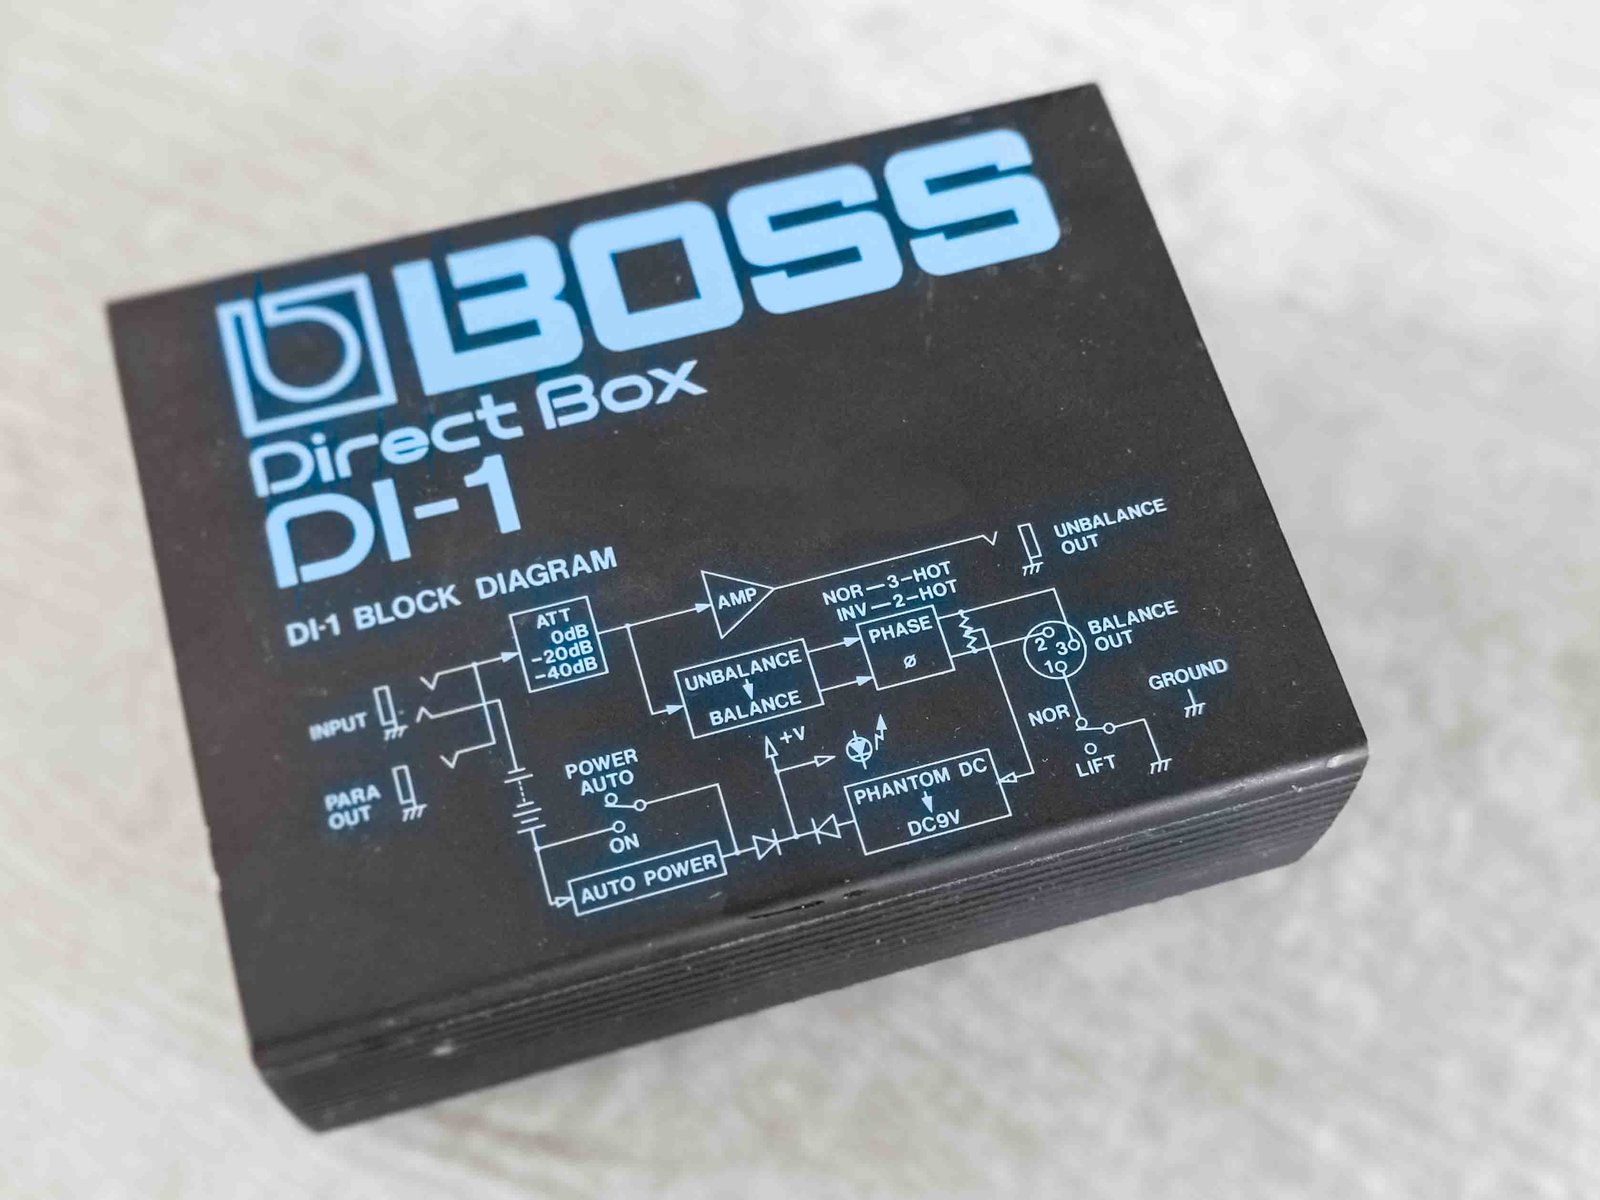 BOSS
Direct Box
DI-1
DI-1 BLOCK DIAGRAM
UNBALANCE
OUT
ATT
0dB
-20dB
-40dB
AMP
NOR—3-HOT
INV—2-HOT
PHASE
ø
2 3
1
BALANCE
OUT
UNBALANCE
BALANCE
GROUND
INPUT
NOR
LIFT
+V
POWER
AUTO
ON
PHANTOM DC
DC9V
PARA
OUT
AUTO POWER